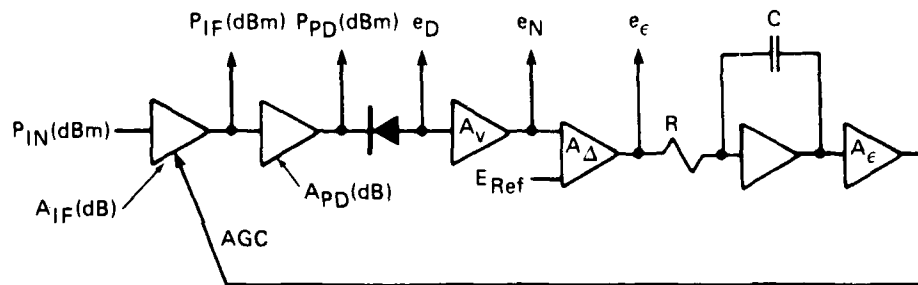 P_IF(dBm) P_PD(dBm) e_D e_N e_ϵ C
P_IN(dBm) A_v A_Δ R A_ϵ
E_Ref
A_IF(dB) A_PD(dB)
AGC